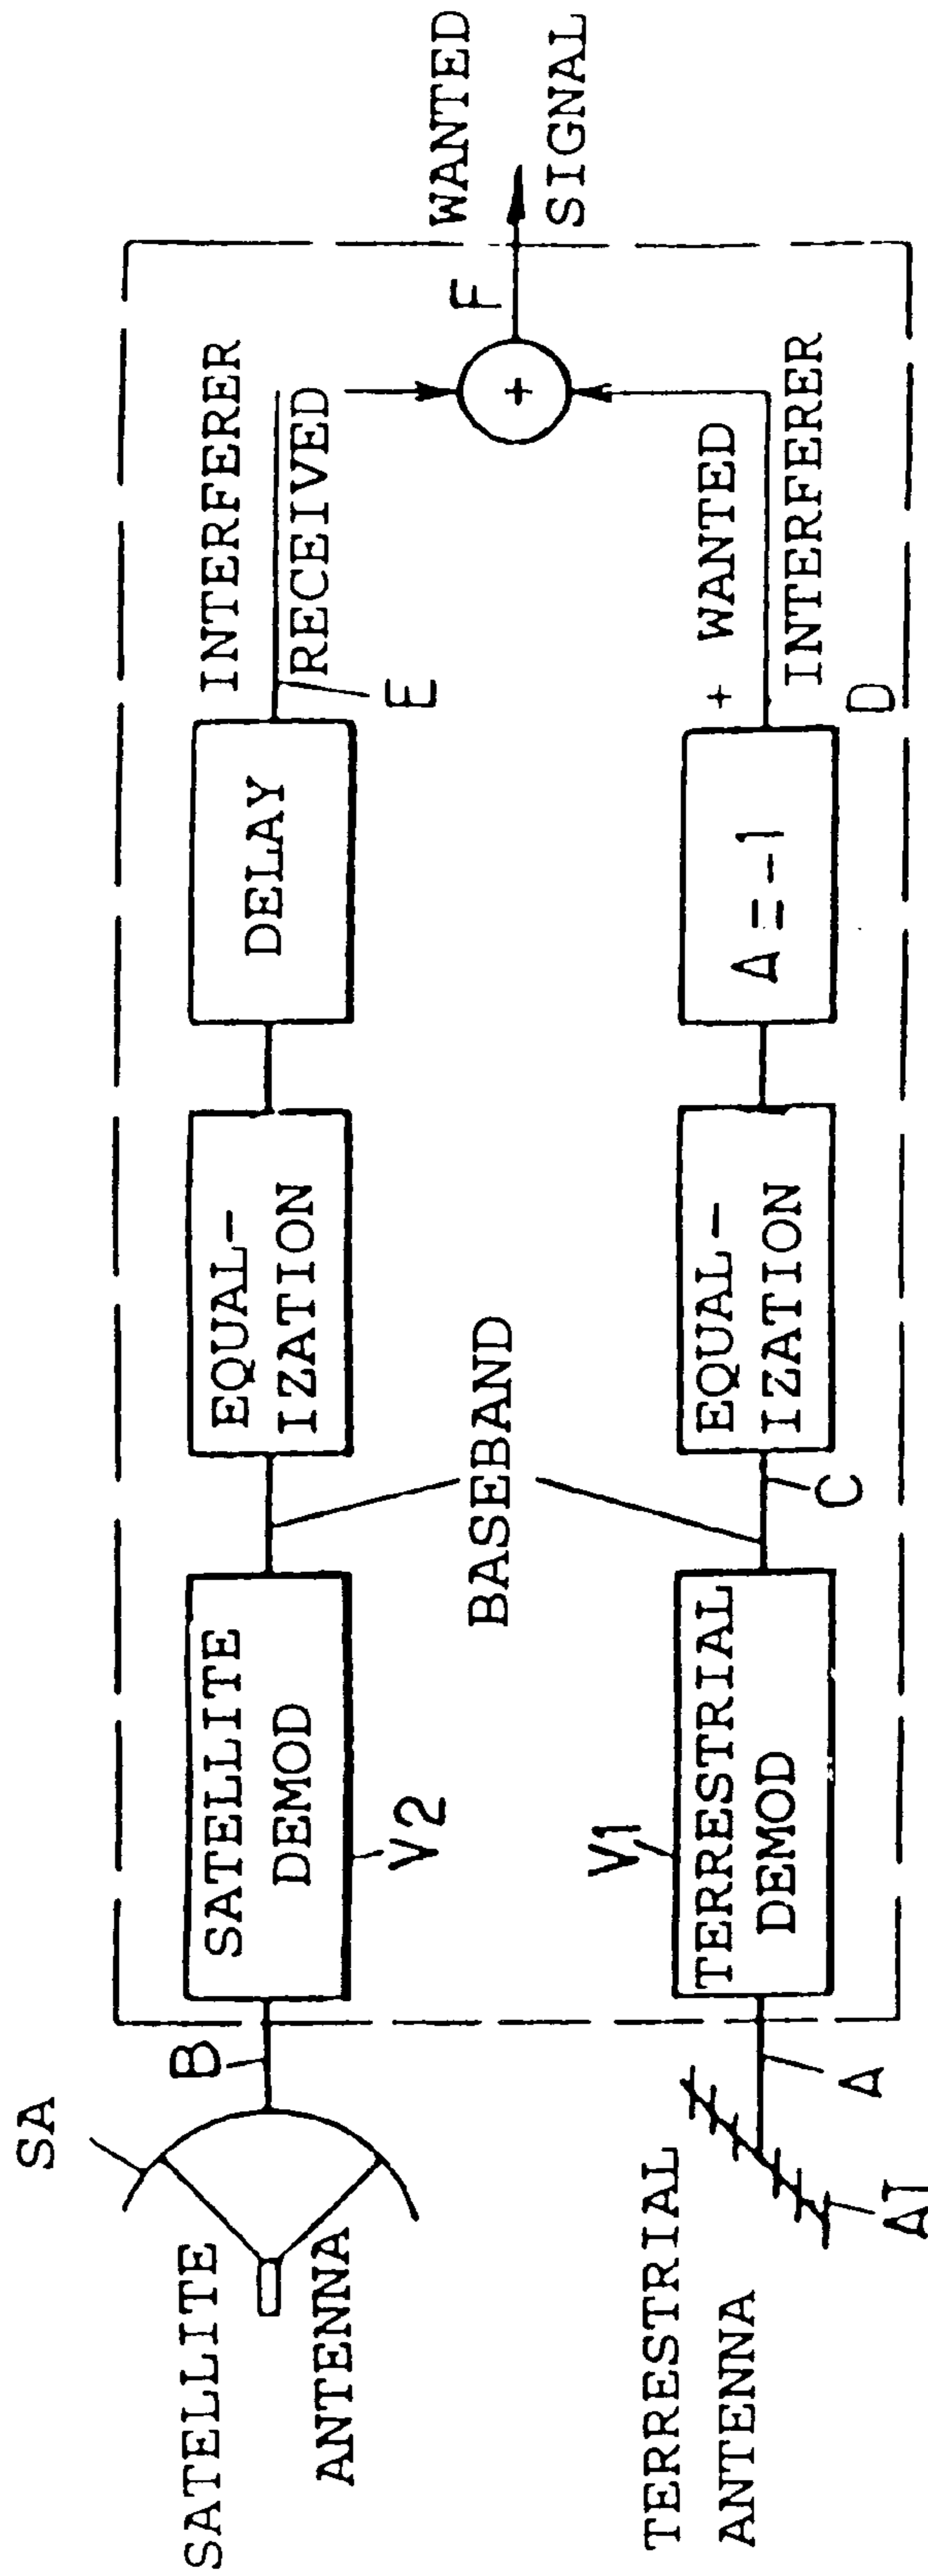 SA
SATELLITE
ANTENNA
B
SATELLITE
DEMOD
V2
EQUAL-
IZATION
DELAY
INTERFERER
RECEIVED
E
BASEBAND
+
F
WANTED
SIGNAL
TERRESTRIAL
ANTENNA
AT
A
V1
TERRESTRIAL
DEMOD
C
EQUAL-
IZATION
A = -1
+ WANTED
INTERFERER
D